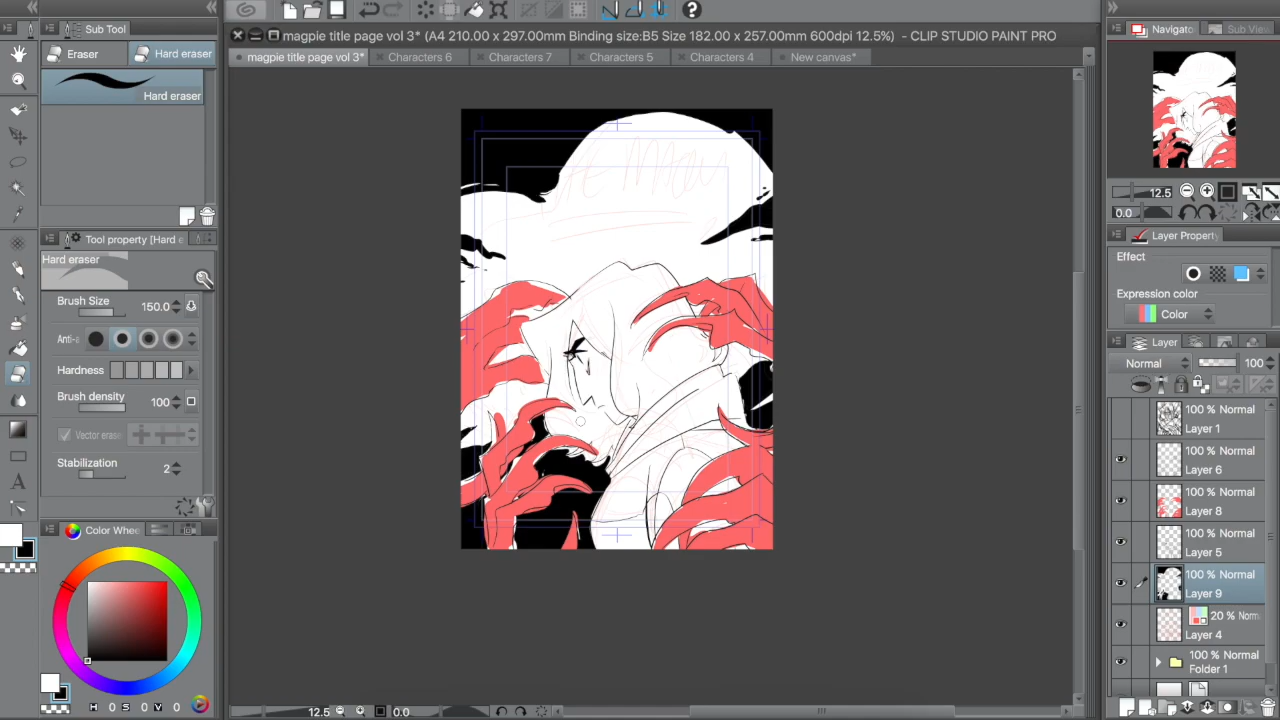 magpie title page vol 3* (A4 210.00 x 297.00mm Binding size:B5 Size 182.00 x 257.00mm 600dpi 12.5%) - CLIP STUDIO PAINT PRO
magpie title page vol 3*
Characters 6
Characters 7
Characters 5
Characters 4
New canvas*
Sub Tool
Eraser
Hard eraser
Hard eraser
Tool property [Hard e
Hard eraser
Brush Size 150.0
Anti-a
Hardness
Brush density 100
Vector erase
Stabilization 2
Color Whee
H 0 S 0 V 0
12.5 0.0
Navigato
Sub View
12.5
0.0
Layer Property
Effect
Expression color
Color
Layer
Normal 100
100 % Normal
Layer 1
100 % Normal
Layer 6
100 % Normal
Layer 8
100 % Normal
Layer 5
100 % Normal
Layer 9
20 % Norm
Layer 4
100 % Normal
Folder 1